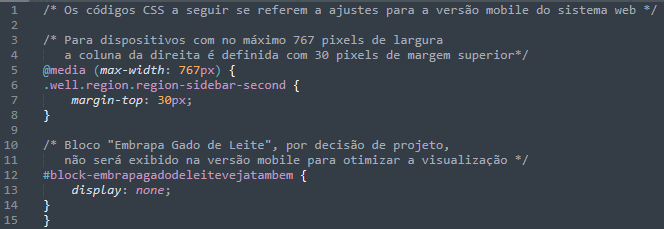 1 /* Os códigos CSS a seguir se referem a ajustes para a versão mobile do sistema web */
2
3 /* Para dispositivos com no máximo 767 pixels de largura
4 a coluna da direita é definida com 30 pixels de margem superior*/
5 @media (max-width: 767px) {
6 .well.region.region-sidebar-second {
7 margin-top: 30px;
8 }
9
10 /* Bloco "Embrapa Gado de Leite", por decisão de projeto,
11 não será exibido na versão mobile para otimizar a visualização */
12 #block-embrapagadodeleitevejatambem {
13 display: none;
14 }
15 }